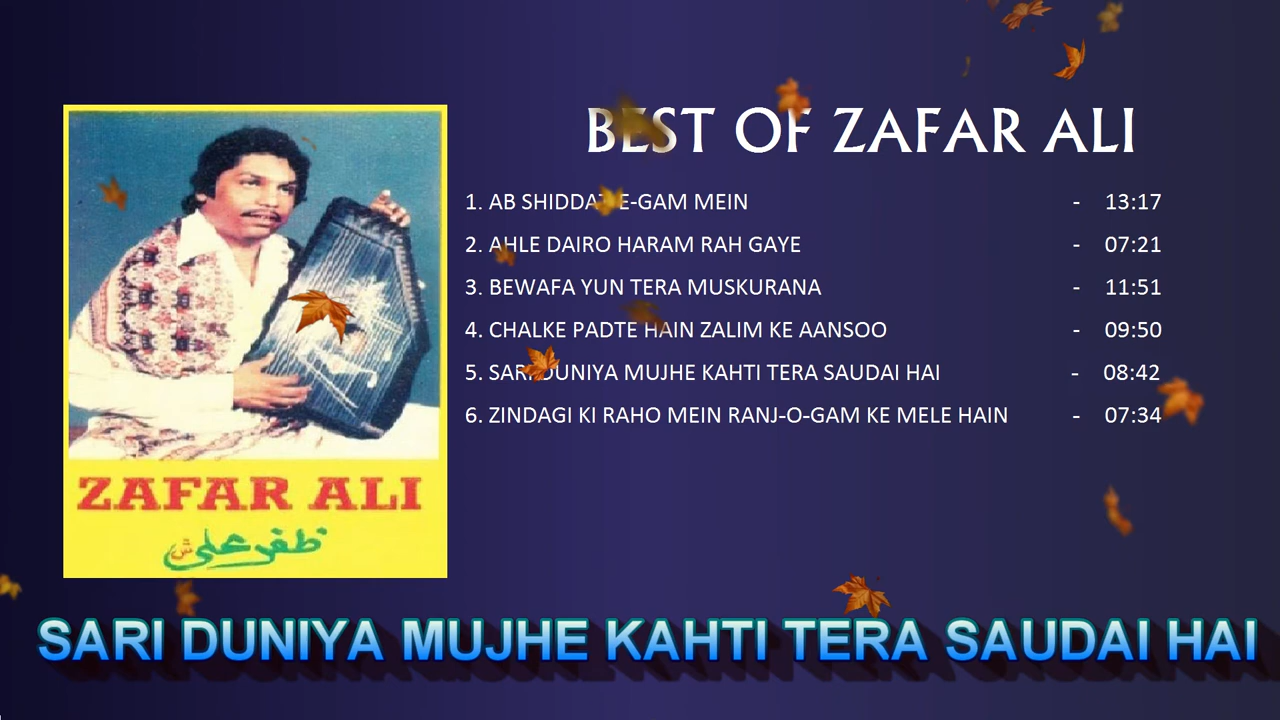 BEST OF ZAFAR ALI
1. AB SHIDDAT-E-GAM MEIN - 13:17
2. AHLE DAIRO HARAM RAH GAYE - 07:21
3. BEWAFA YUN TERA MUSKURANA - 11:51
4. CHALKE PADTE HAIN ZALIM KE AANSOO - 09:50
5. SARI DUNIYA MUJHE KAHTI TERA SAUDAI HAI - 08:42
6. ZINDAGI KI RAHO MEIN RANJ-O-GAM KE MELE HAIN - 07:34
ZAFAR ALI
ظفر علی
SARI DUNIYA MUJHE KAHTI TERA SAUDAI HAI